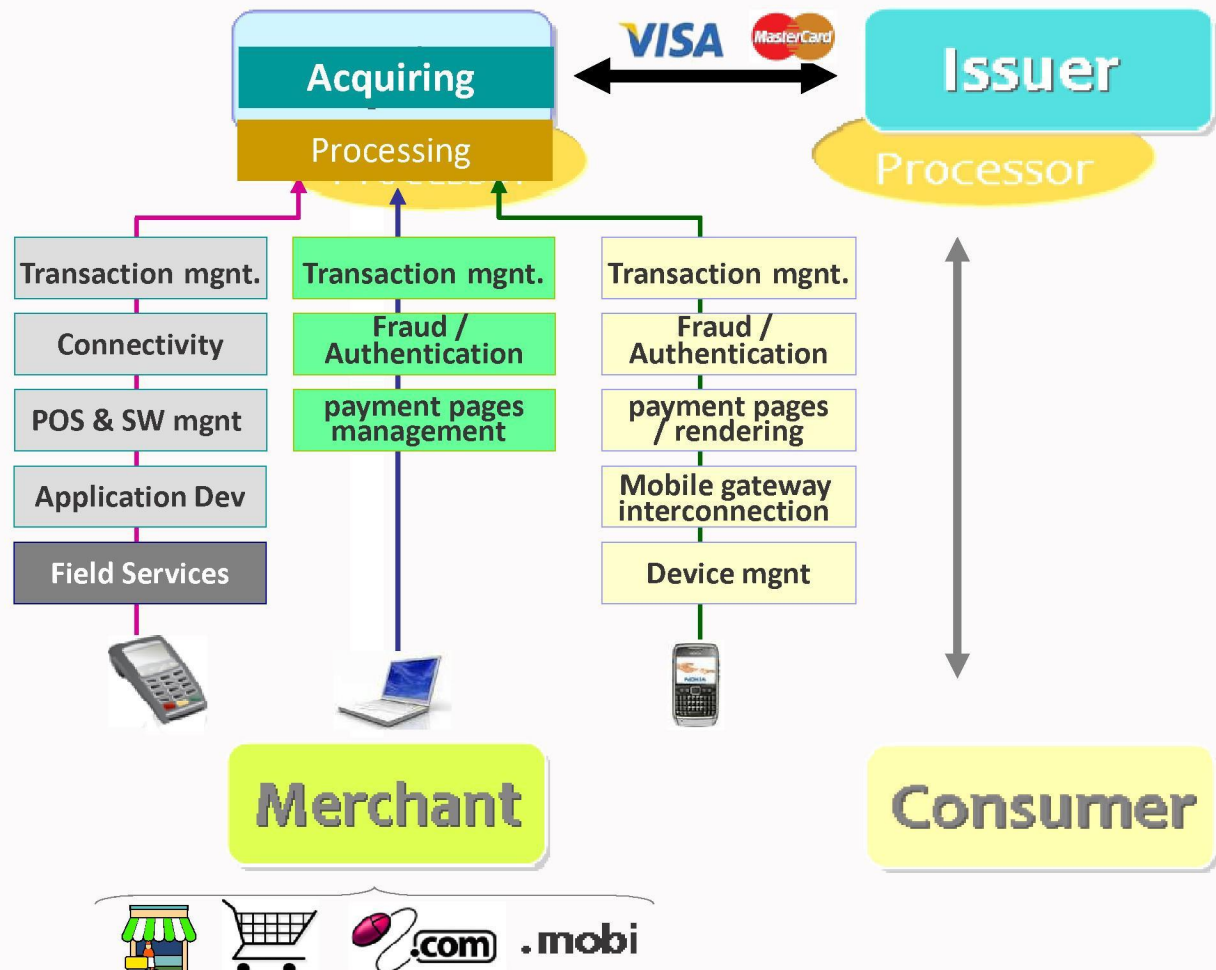 VISA
MasterCard
Acquiring
Issuer
Processing
Processor
Transaction mgnt.
Connectivity
POS & SW mgnt
Application Dev
Field Services
Transaction mgnt.
Fraud /
Authentication
payment pages
management
Transaction mgnt.
Fraud /
Authentication
payment pages
/ rendering
Mobile gateway
interconnection
Device mgnt
NOKIA
Merchant
Consumer
.com
.mobi